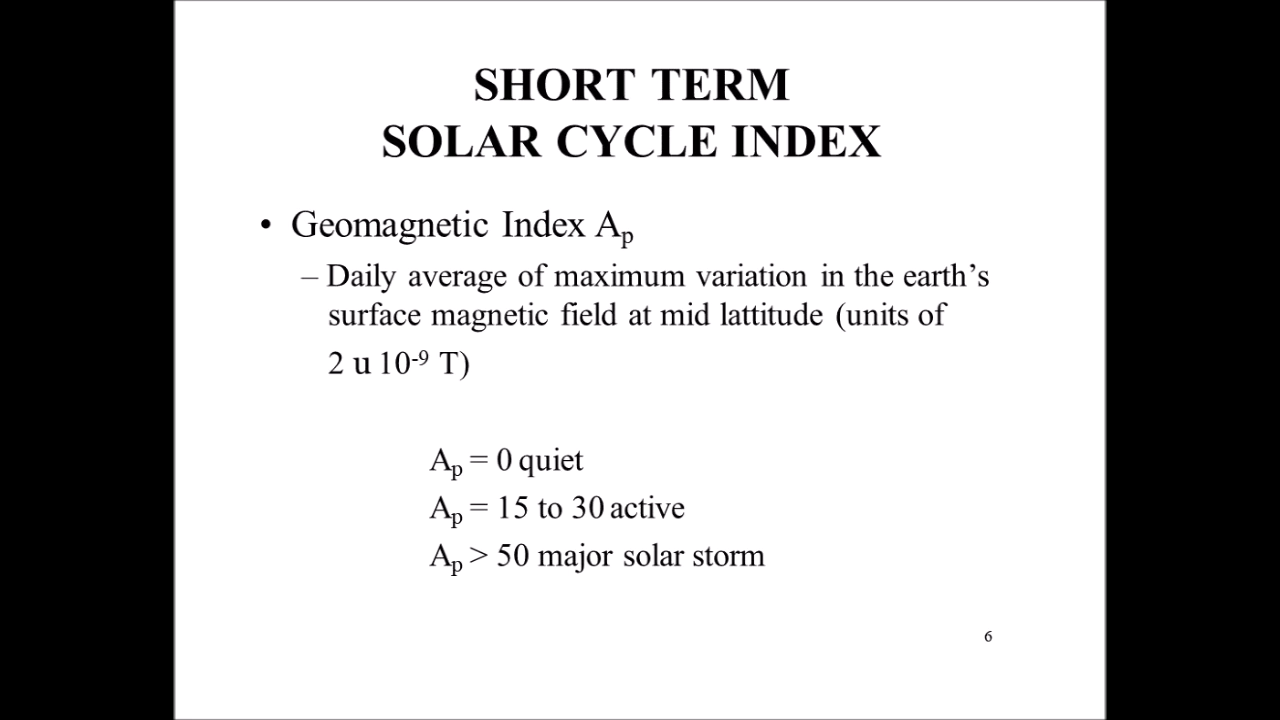 SHORT TERM
SOLAR CYCLE INDEX
• Geomagnetic Index Ap
– Daily average of maximum variation in the earth’s
surface magnetic field at mid lattitude (units of
2 u 10-9 T)
Ap = 0 quiet
Ap = 15 to 30 active
Ap > 50 major solar storm
6